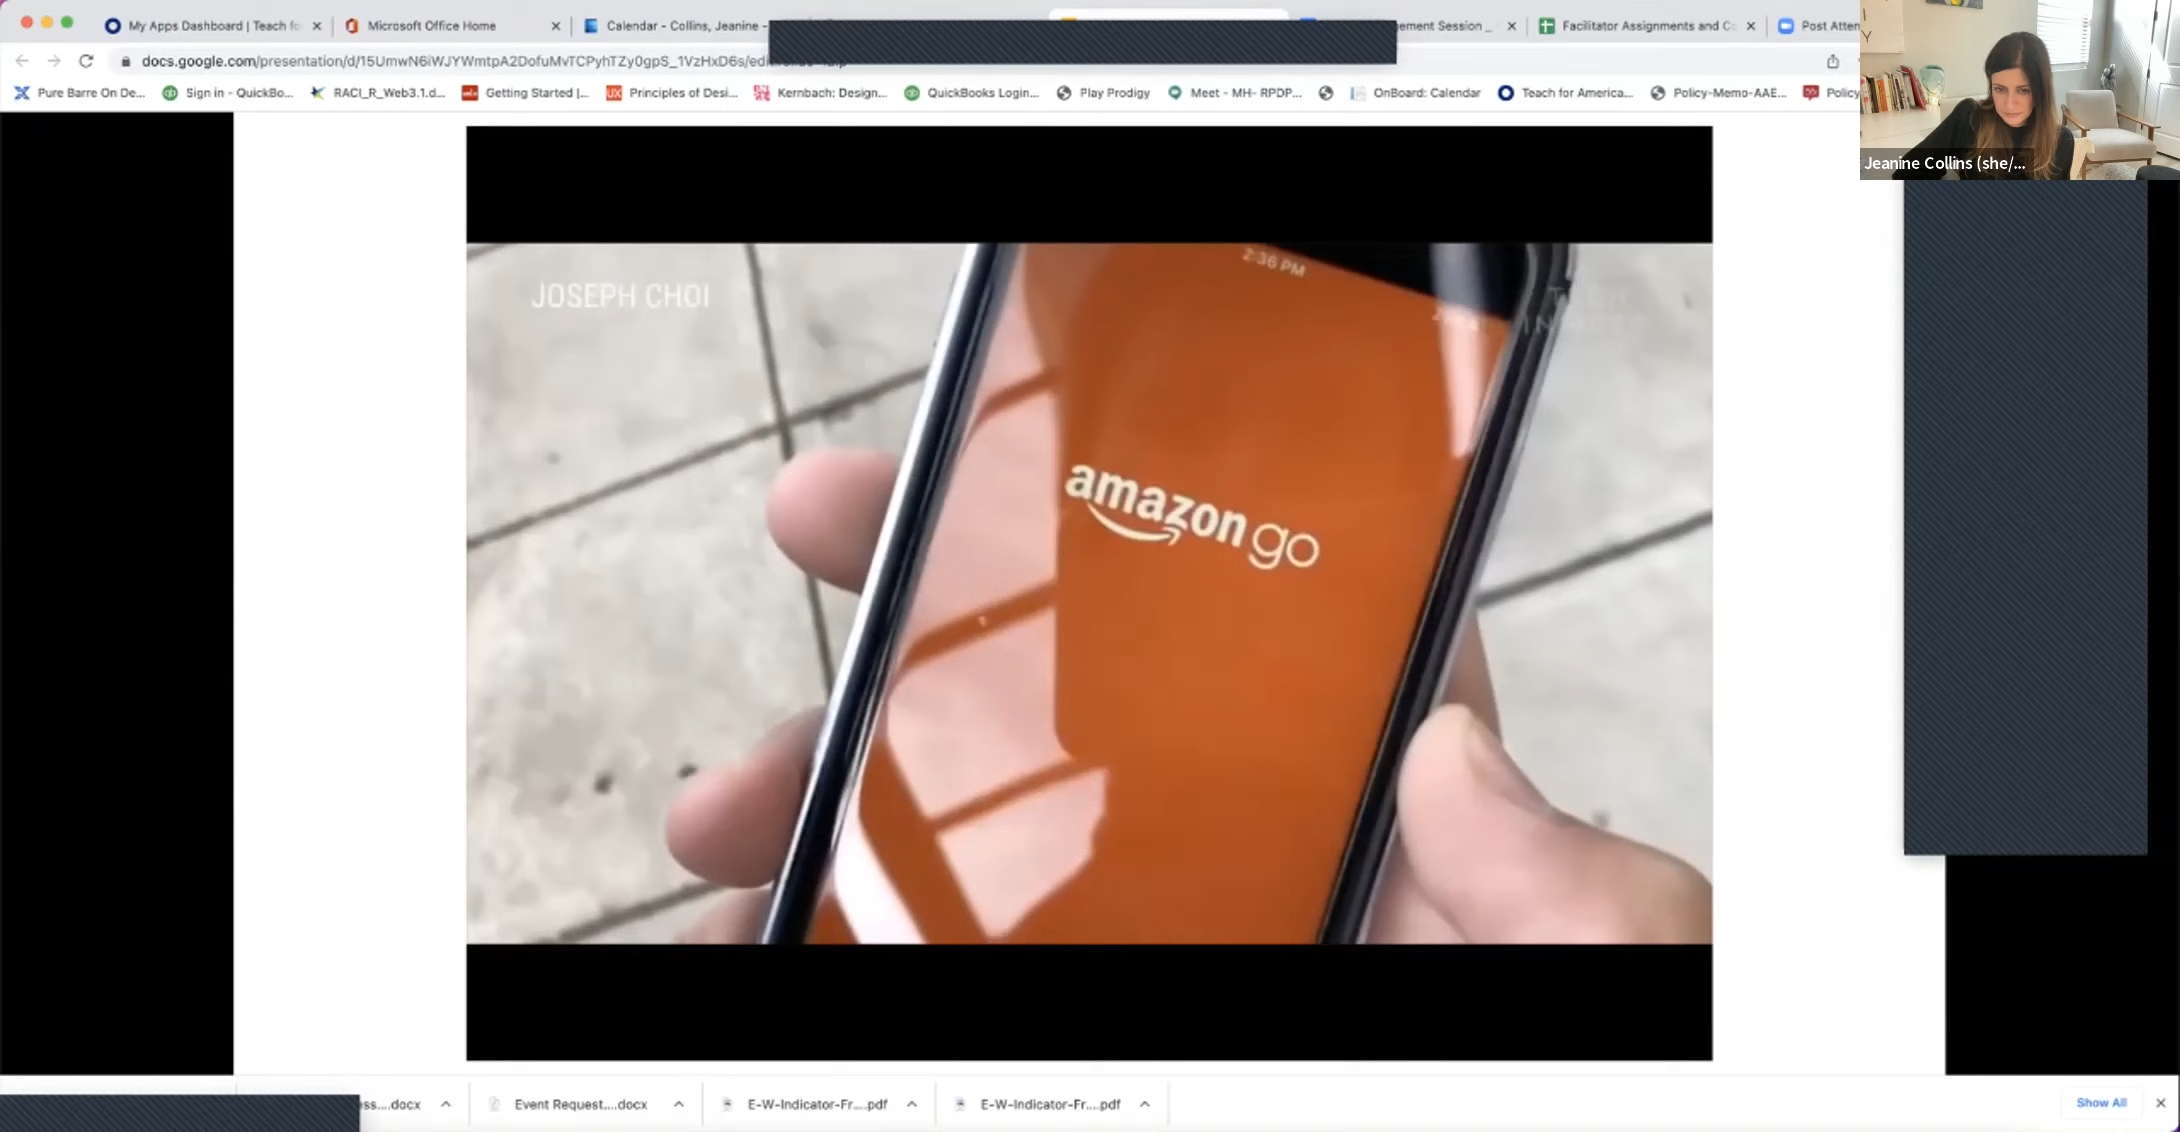 My Apps Dashboard | Teach fo
Microsoft Office Home
Calendar - Collins, Jeanine -
ement Session _
Facilitator Assignments and Co
Post Atten
docs.google.com/presentation/d/15UmwN6iWJYWmtpA2DofuMvTCPyhTZy0gpS_1VzHxD6s/edi
Pure Barre On De...
Sign in - QuickBo...
RACI_R_Web3.1.d...
Getting Started |...
UX
Principles of Desi...
Kernbach: Design...
QuickBooks Login...
Play Prodigy
Meet - MH- RPDP...
OnBoard: Calendar
Teach for America...
Policy-Memo-AAE...
Policy
Jeanine Collins (she/...
2:36 PM
JOSEPH CHOI
amazon go
ss....docx
Event Request....docx
E-W-Indicator-Fr....pdf
E-W-Indicator-Fr....pdf
Show All